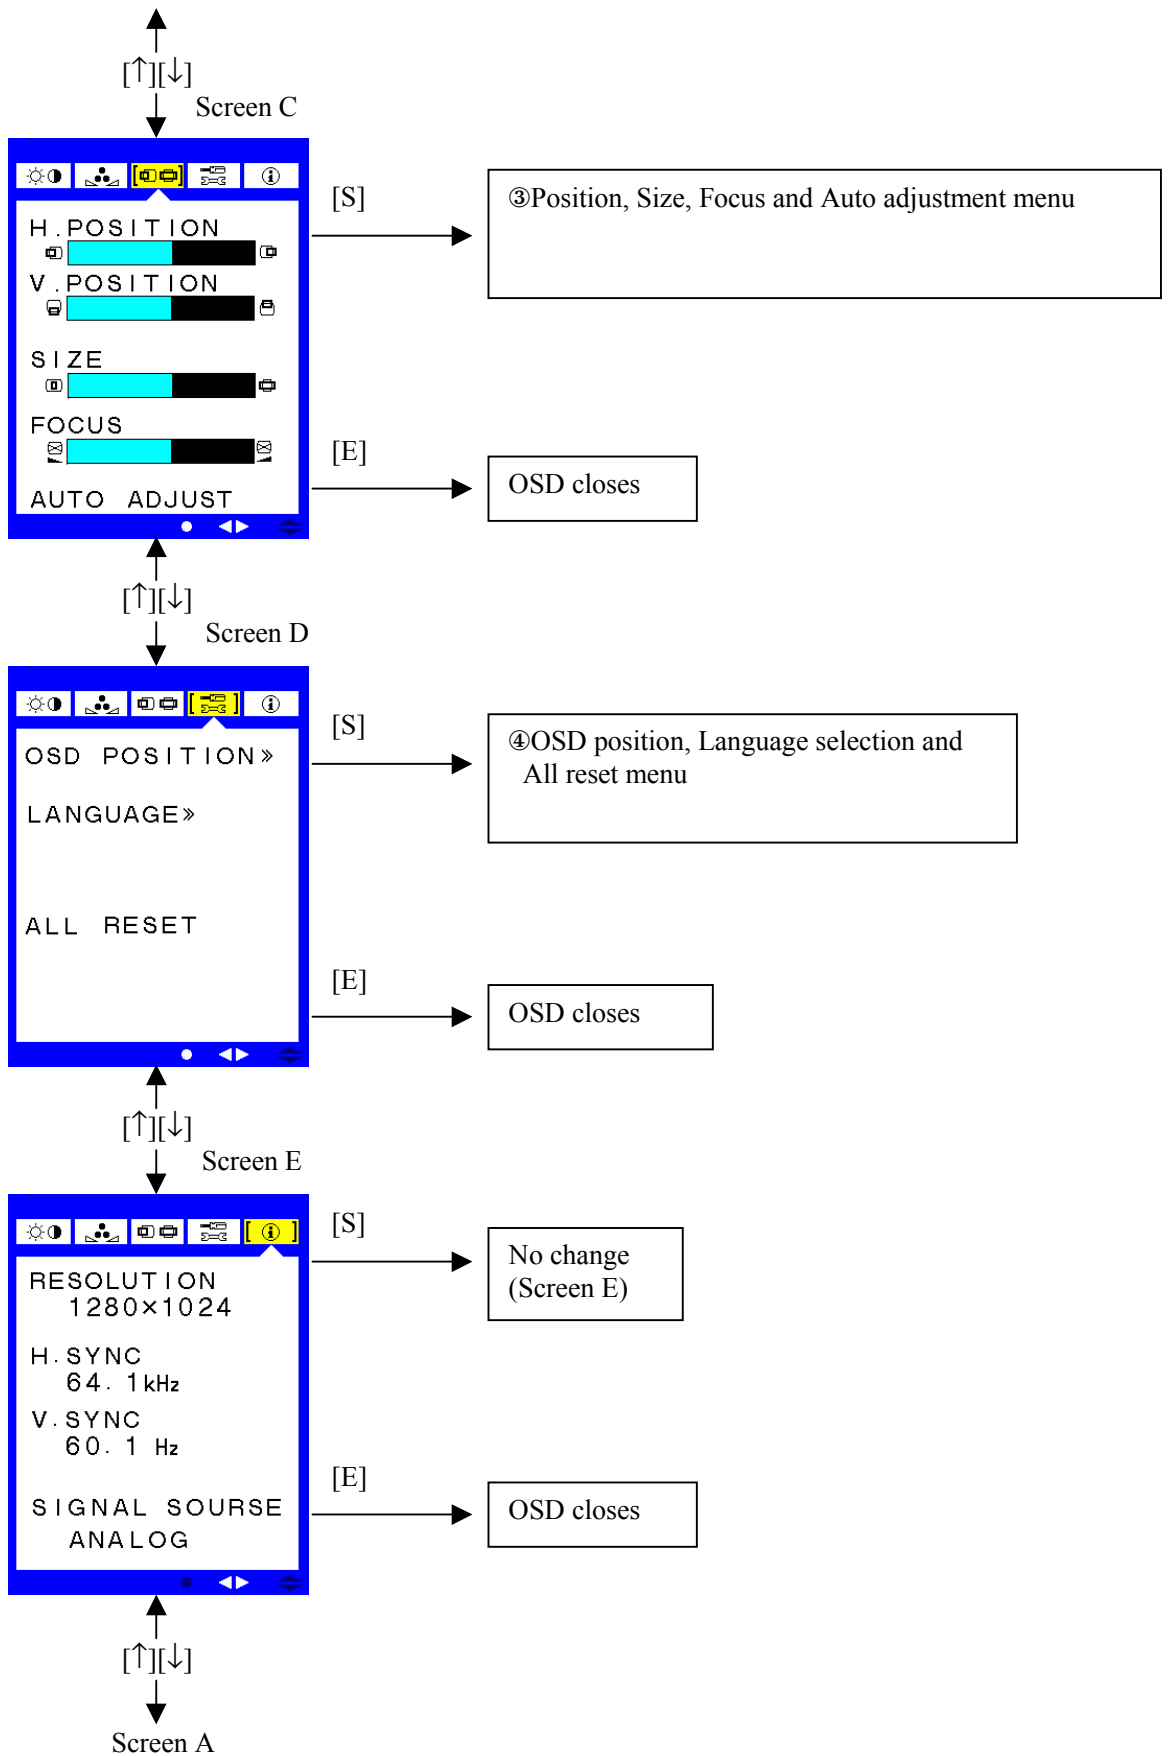 [↑][↓]
Screen C
[S]
③Position, Size, Focus and Auto adjustment menu
H.POSITION
V.POSITION
SIZE
FOCUS
[E]
OSD closes
AUTO ADJUST
[↑][↓]
Screen D
[S]
④OSD position, Language selection and
All reset menu
OSD POSITION»
LANGUAGE»
ALL RESET
[E]
OSD closes
[↑][↓]
Screen E
[S]
No change
(Screen E)
RESOLUTION
1280×1024
H.SYNC
64.1kHz
V.SYNC
60.1 Hz
[E]
OSD closes
SIGNAL SOURSE
ANALOG
[↑][↓]
Screen A